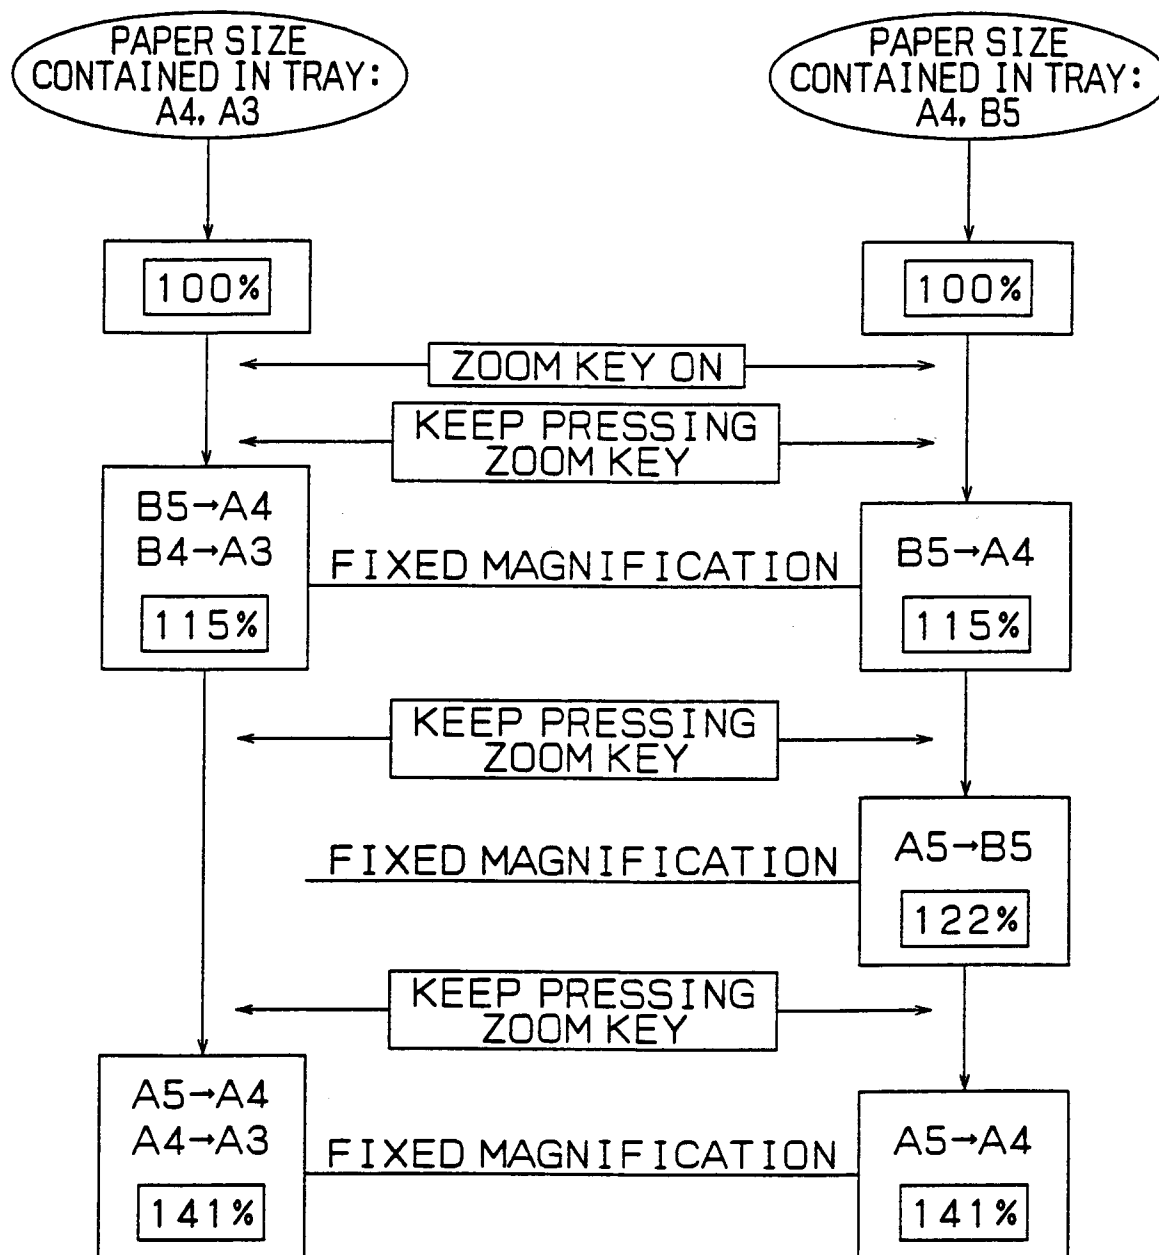 PAPER SIZE
CONTAINED IN TRAY:
A4, A3
PAPER SIZE
CONTAINED IN TRAY:
A4, B5
100%
100%
ZOOM KEY ON
KEEP PRESSING
ZOOM KEY
B5→A4
B4→A3
115%
FIXED MAGNIFICATION
B5→A4
115%
KEEP PRESSING
ZOOM KEY
FIXED MAGNIFICATION
A5→B5
122%
KEEP PRESSING
ZOOM KEY
A5→A4
A4→A3
141%
FIXED MAGNIFICATION
A5→A4
141%